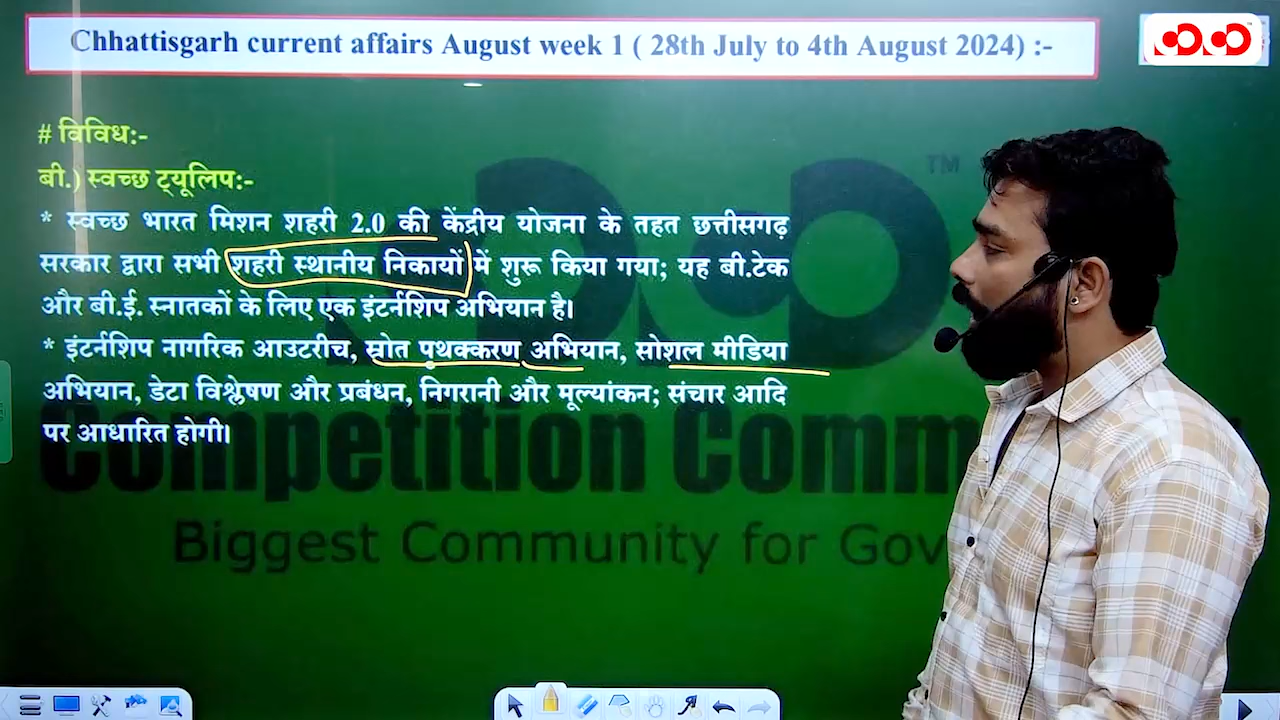 Chhattisgarh current affairs August week 1 ( 28th July to 4th August 2024) :-
# विविध:-
बी.) स्वच्छ ट्यूलिप:-
* स्वच्छ भारत मिशन शहरी 2.0 की केंद्रीय योजना के तहत छत्तीसगढ़
सरकार द्वारा सभी शहरी स्थानीय निकायों में शुरू किया गया; यह बी.टेक
और बी.ई. स्नातकों के लिए एक इंटर्नशिप अभियान है।
* इंटर्नशिप नागरिक आउटरीच, स्रोत पृथक्करण अभियान, सोशल मीडिया
अभियान, डेटा विश्लेषण और प्रबंधन, निगरानी और मूल्यांकन; संचार आदि
पर आधारित होगी।
TM
Competition Comm
Biggest Community for Gov